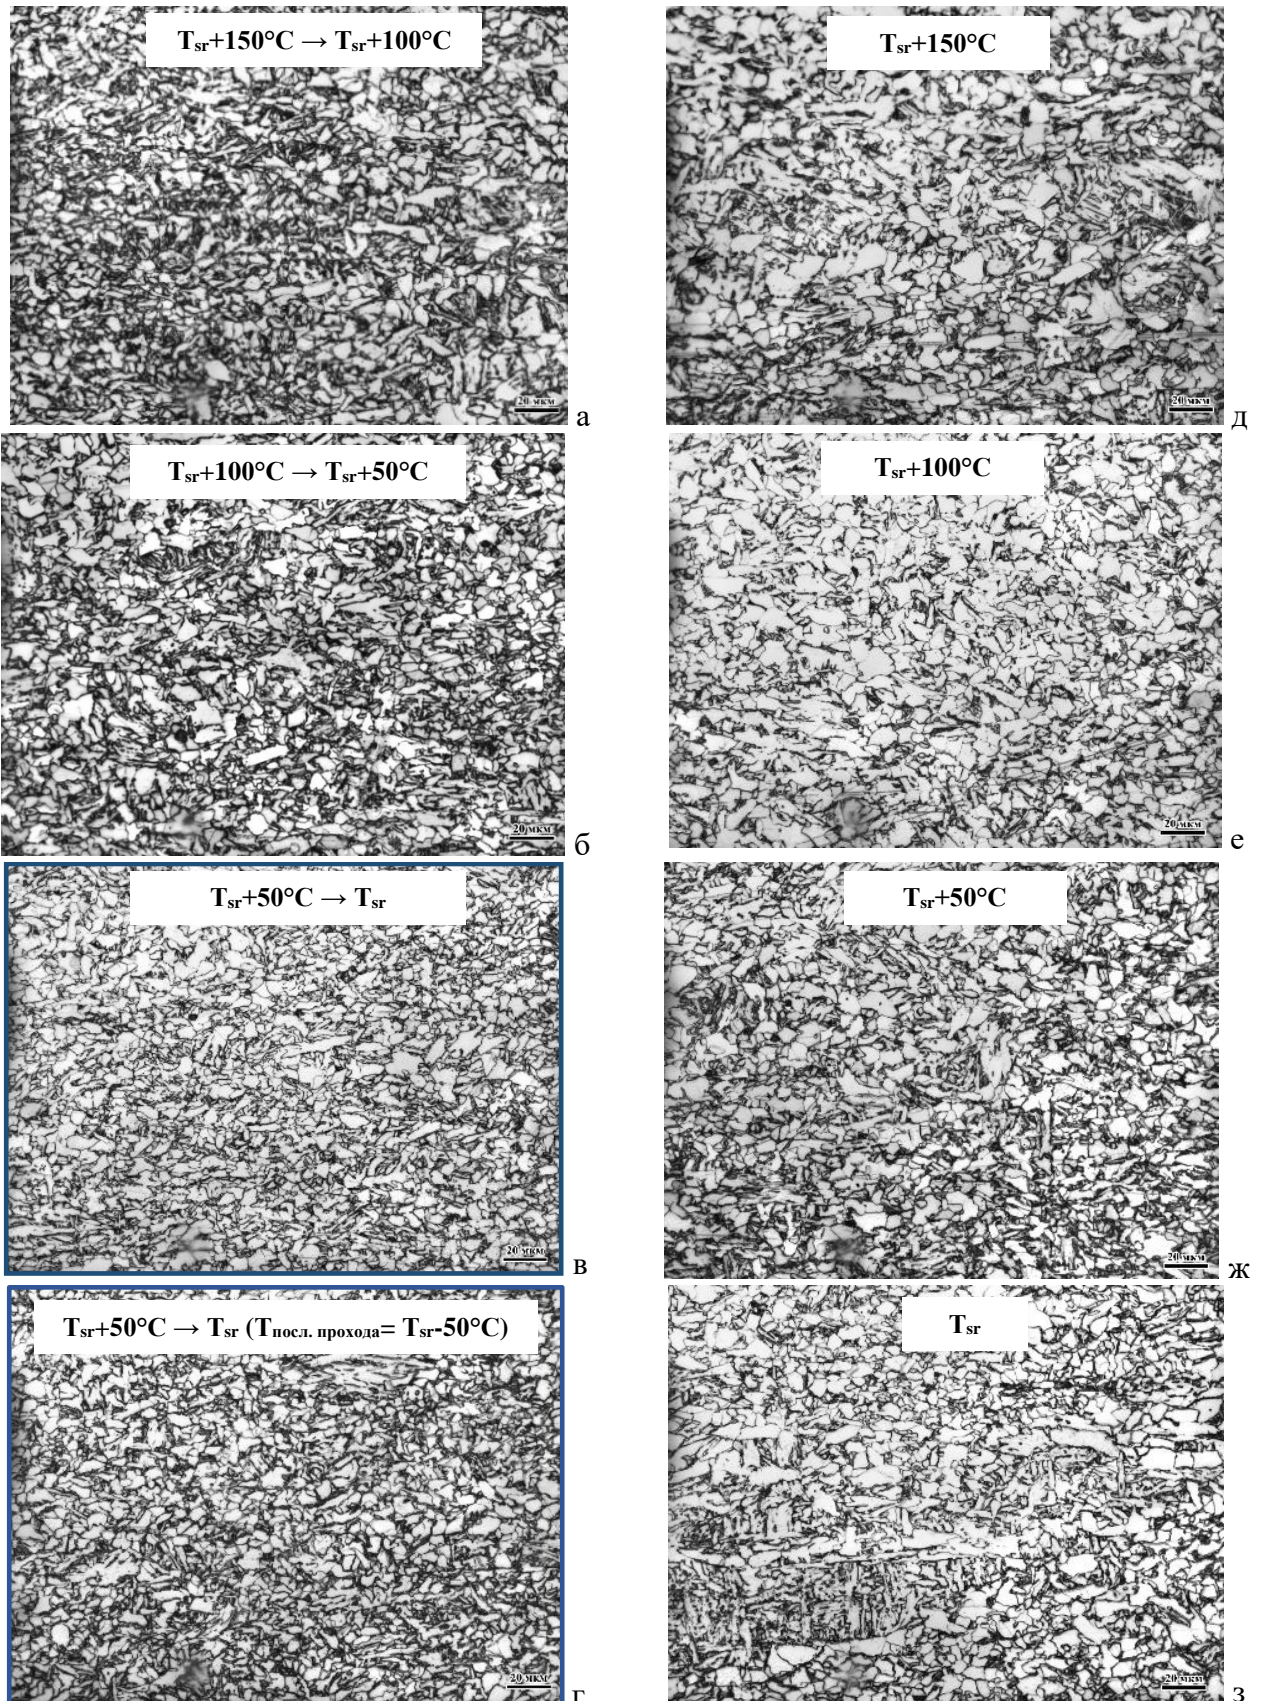 Tsr+150°C → Tsr+100°C
20 мкм
а
Tsr+150°C
20 мкм
д
Tsr+100°C → Tsr+50°C
20 мкм
б
Tsr+100°C
20 мкм
е
Tsr+50°C → Tsr
20 мкм
в
Tsr+50°C
20 мкм
ж
Tsr+50°C → Tsr (Tпосл. прохода= Tsr-50°C)
20 мкм
г
Tsr
20 мкм
з